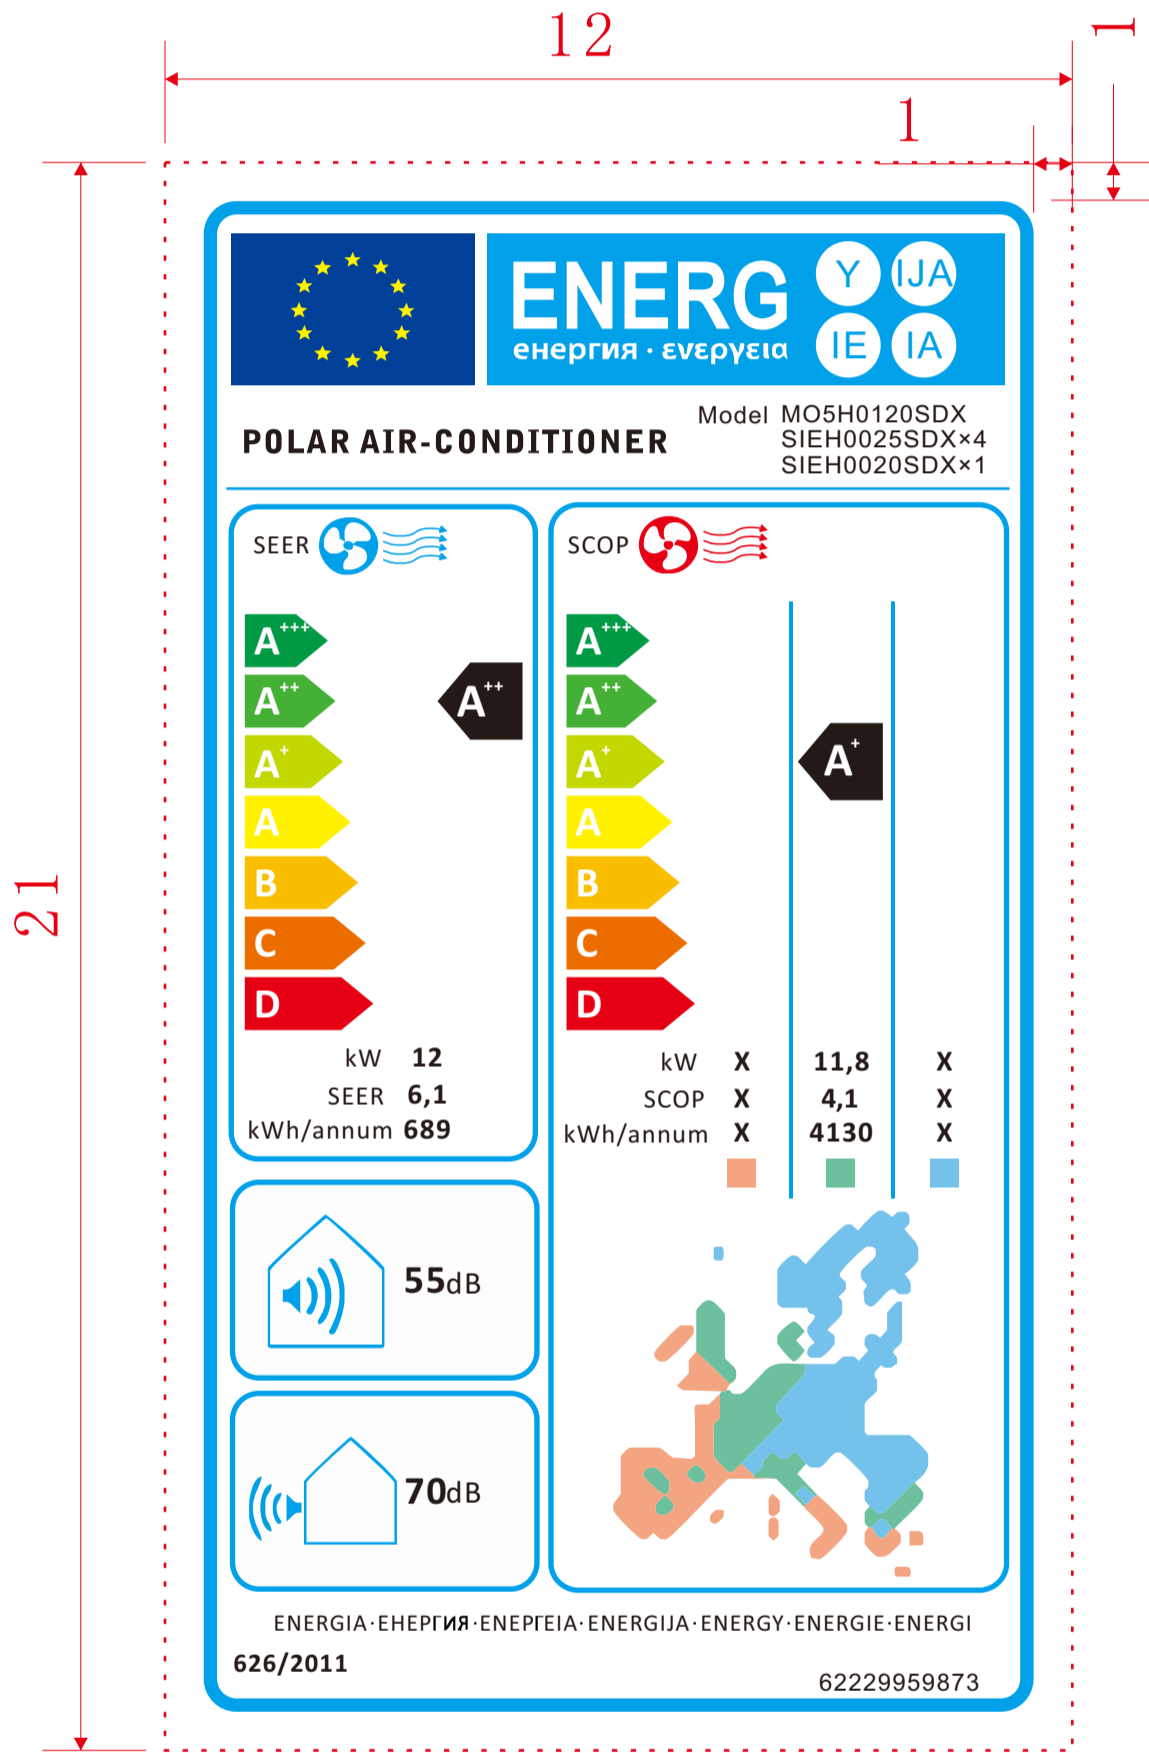 12
1
1
21
ENERG
енергия · ενεργεια
Y IJA
IE IA
POLAR AIR-CONDITIONER
Model MO5H0120SDX
SIEH0025SDX×4
SIEH0020SDX×1
SEER
A+++
A++
A+
A
B
C
D
A++
kW 12
SEER 6,1
kWh/annum 689
SCOP
A+++
A++
A+
A
B
C
D
A+
kW X 11,8 X
SCOP X 4,1 X
kWh/annum X 4130 X
55dB
70dB
ENERGIA·ЕНЕРГИЯ·ΕΝΕΡΓΕΙΑ·ENERGIJA·ENERGY·ENERGIE·ENERGI
626/2011
62229959873